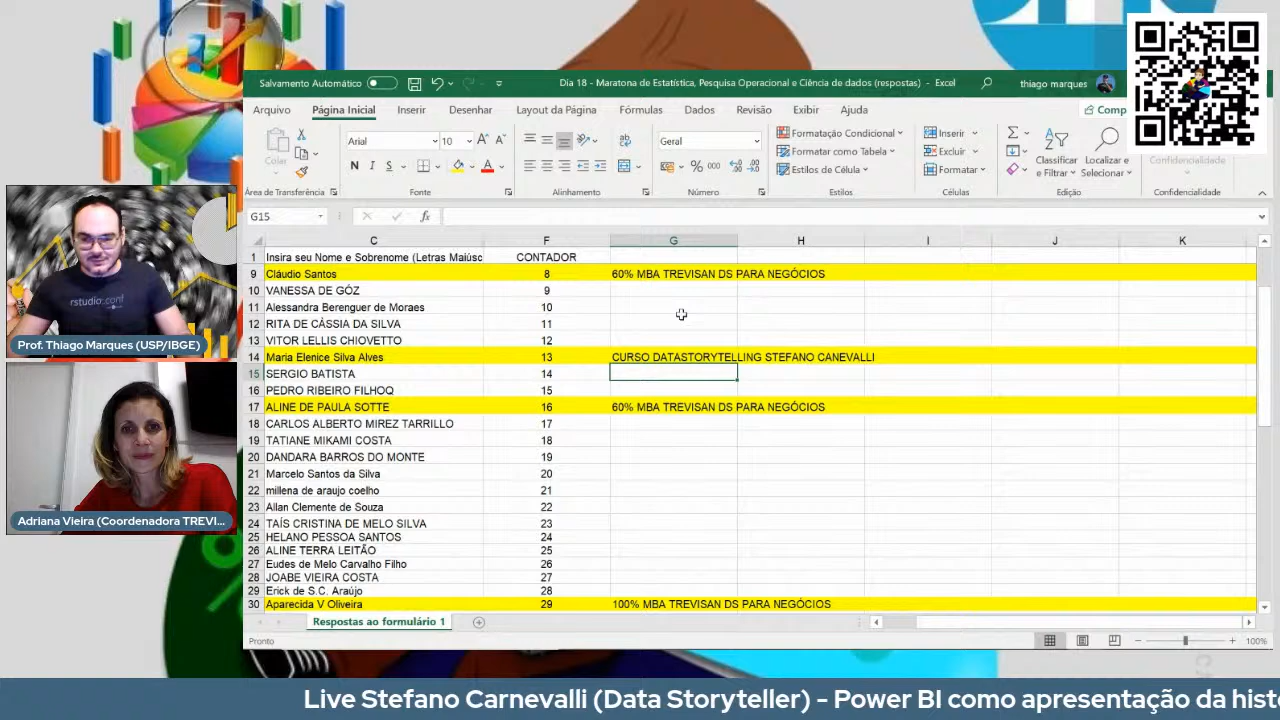 Salvamento Automático
Dia 18 - Maratona de Estatística, Pesquisa Operacional e Ciência de dados (respostas) - Excel
thiago marques
Arquivo Página Inicial Inserir Desenhar Layout da Página Fórmulas Dados Revisão Exibir Ajuda Comp
Colar
Arial 10
N I S
Geral
% 000
Formatação Condicional
Formatar como Tabela
Estilos de Célula
Inserir
Excluir
Formatar
Classificar e Filtrar
Localizar e Selecionar
Confidencialidade
Área de Transferência Fonte Alinhamento Número Estilos Células Edição Confidencialidade
G15 fx
C F G H I J K
1 Insira seu Nome e Sobrenome (Letras Maiúsc CONTADOR
9 Cláudio Santos 8 60% MBA TREVISAN DS PARA NEGÓCIOS
10 VANESSA DE GÓZ 9
11 Alessandra Berenguer de Moraes 10
12 RITA DE CÁSSIA DA SILVA 11
13 VITOR LELLIS CHIOVETTO 12
14 Maria Elenice Silva Alves 13 CURSO DATASTORYTELLING STEFANO CANEVALLI
15 SERGIO BATISTA 14
16 PEDRO RIBEIRO FILHOQ 15
17 ALINE DE PAULA SOTTE 16 60% MBA TREVISAN DS PARA NEGÓCIOS
18 CARLOS ALBERTO MIREZ TARRILLO 17
19 TATIANE MIKAMI COSTA 18
20 DANDARA BARROS DO MONTE 19
21 Marcelo Santos da Silva 20
22 millena de araujo coelho 21
23 Allan Clemente de Souza 22
24 TAÍS CRISTINA DE MELO SILVA 23
25 HELANO PESSOA SANTOS 24
26 ALINE TERRA LEITÃO 25
27 Eudes de Melo Carvalho Filho 26
28 JOABE VIEIRA COSTA 27
29 Erick de S.C. Araújo 28
30 Aparecida V Oliveira 29 100% MBA TREVISAN DS PARA NEGÓCIOS
Respostas ao formulário 1
Pronto
100%
rstudio::conf
Prof. Thiago Marques (USP/IBGE)
Adriana Vieira (Coordenadora TREVI...
Live Stefano Carnevalli (Data Storyteller) - Power BI como apresentação da hist